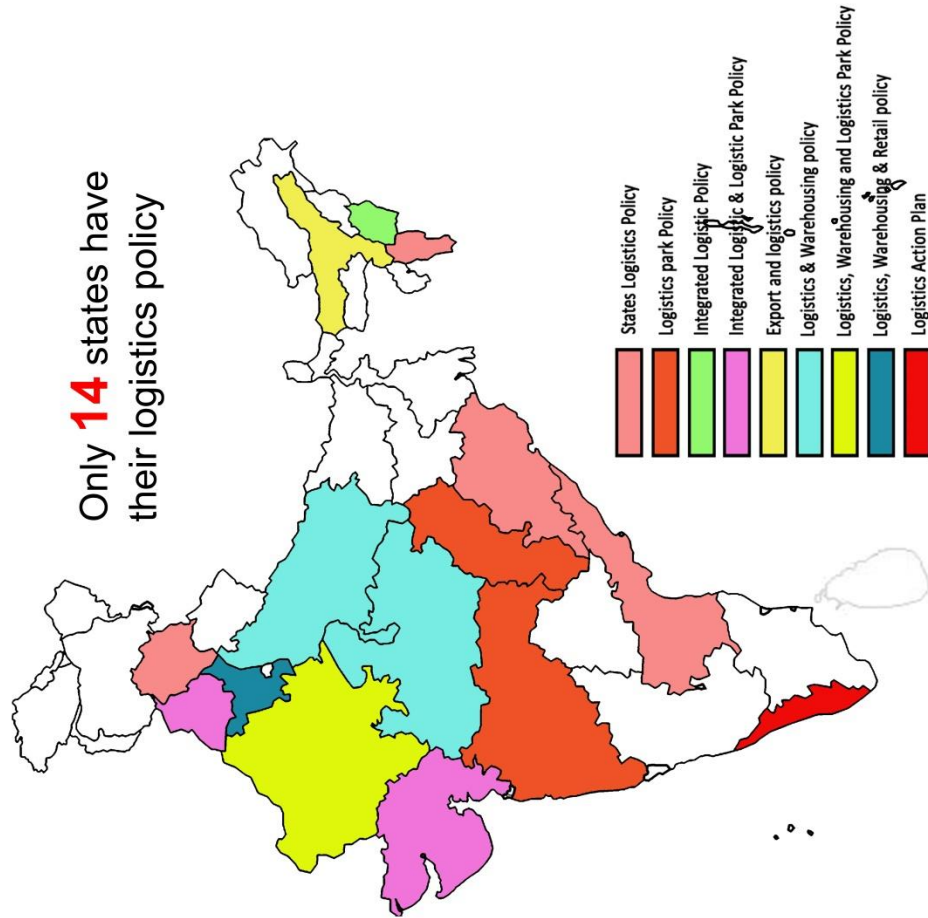 Only 14 states have
their logistics policy
States Logistics Policy
Logistics park Policy
Integrated Logistic Policy
Integrated Logistic & Logistic Park Policy
Export and logistics policy
Logistics & Warehousing policy
Logistics, Warehousing and Logistics Park Policy
Logistics, Warehousing & Retail policy
Logistics Action Plan